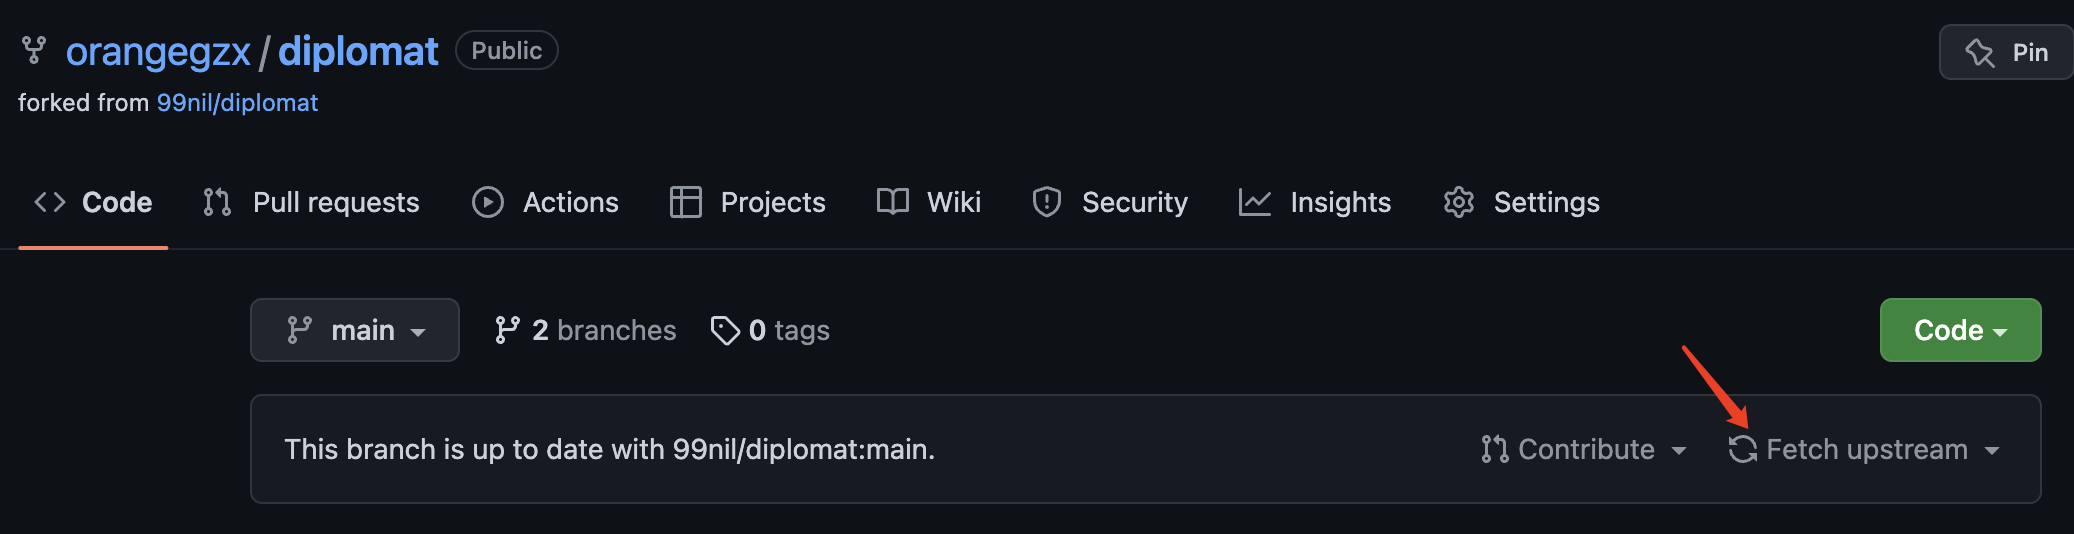 orangegzx / diplomat Public Pin
forked from 99nil/diplomat
Code Pull requests Actions Projects Wiki Security Insights Settings
main 2 branches 0 tags Code
This branch is up to date with 99nil/diplomat:main. Contribute Fetch upstream